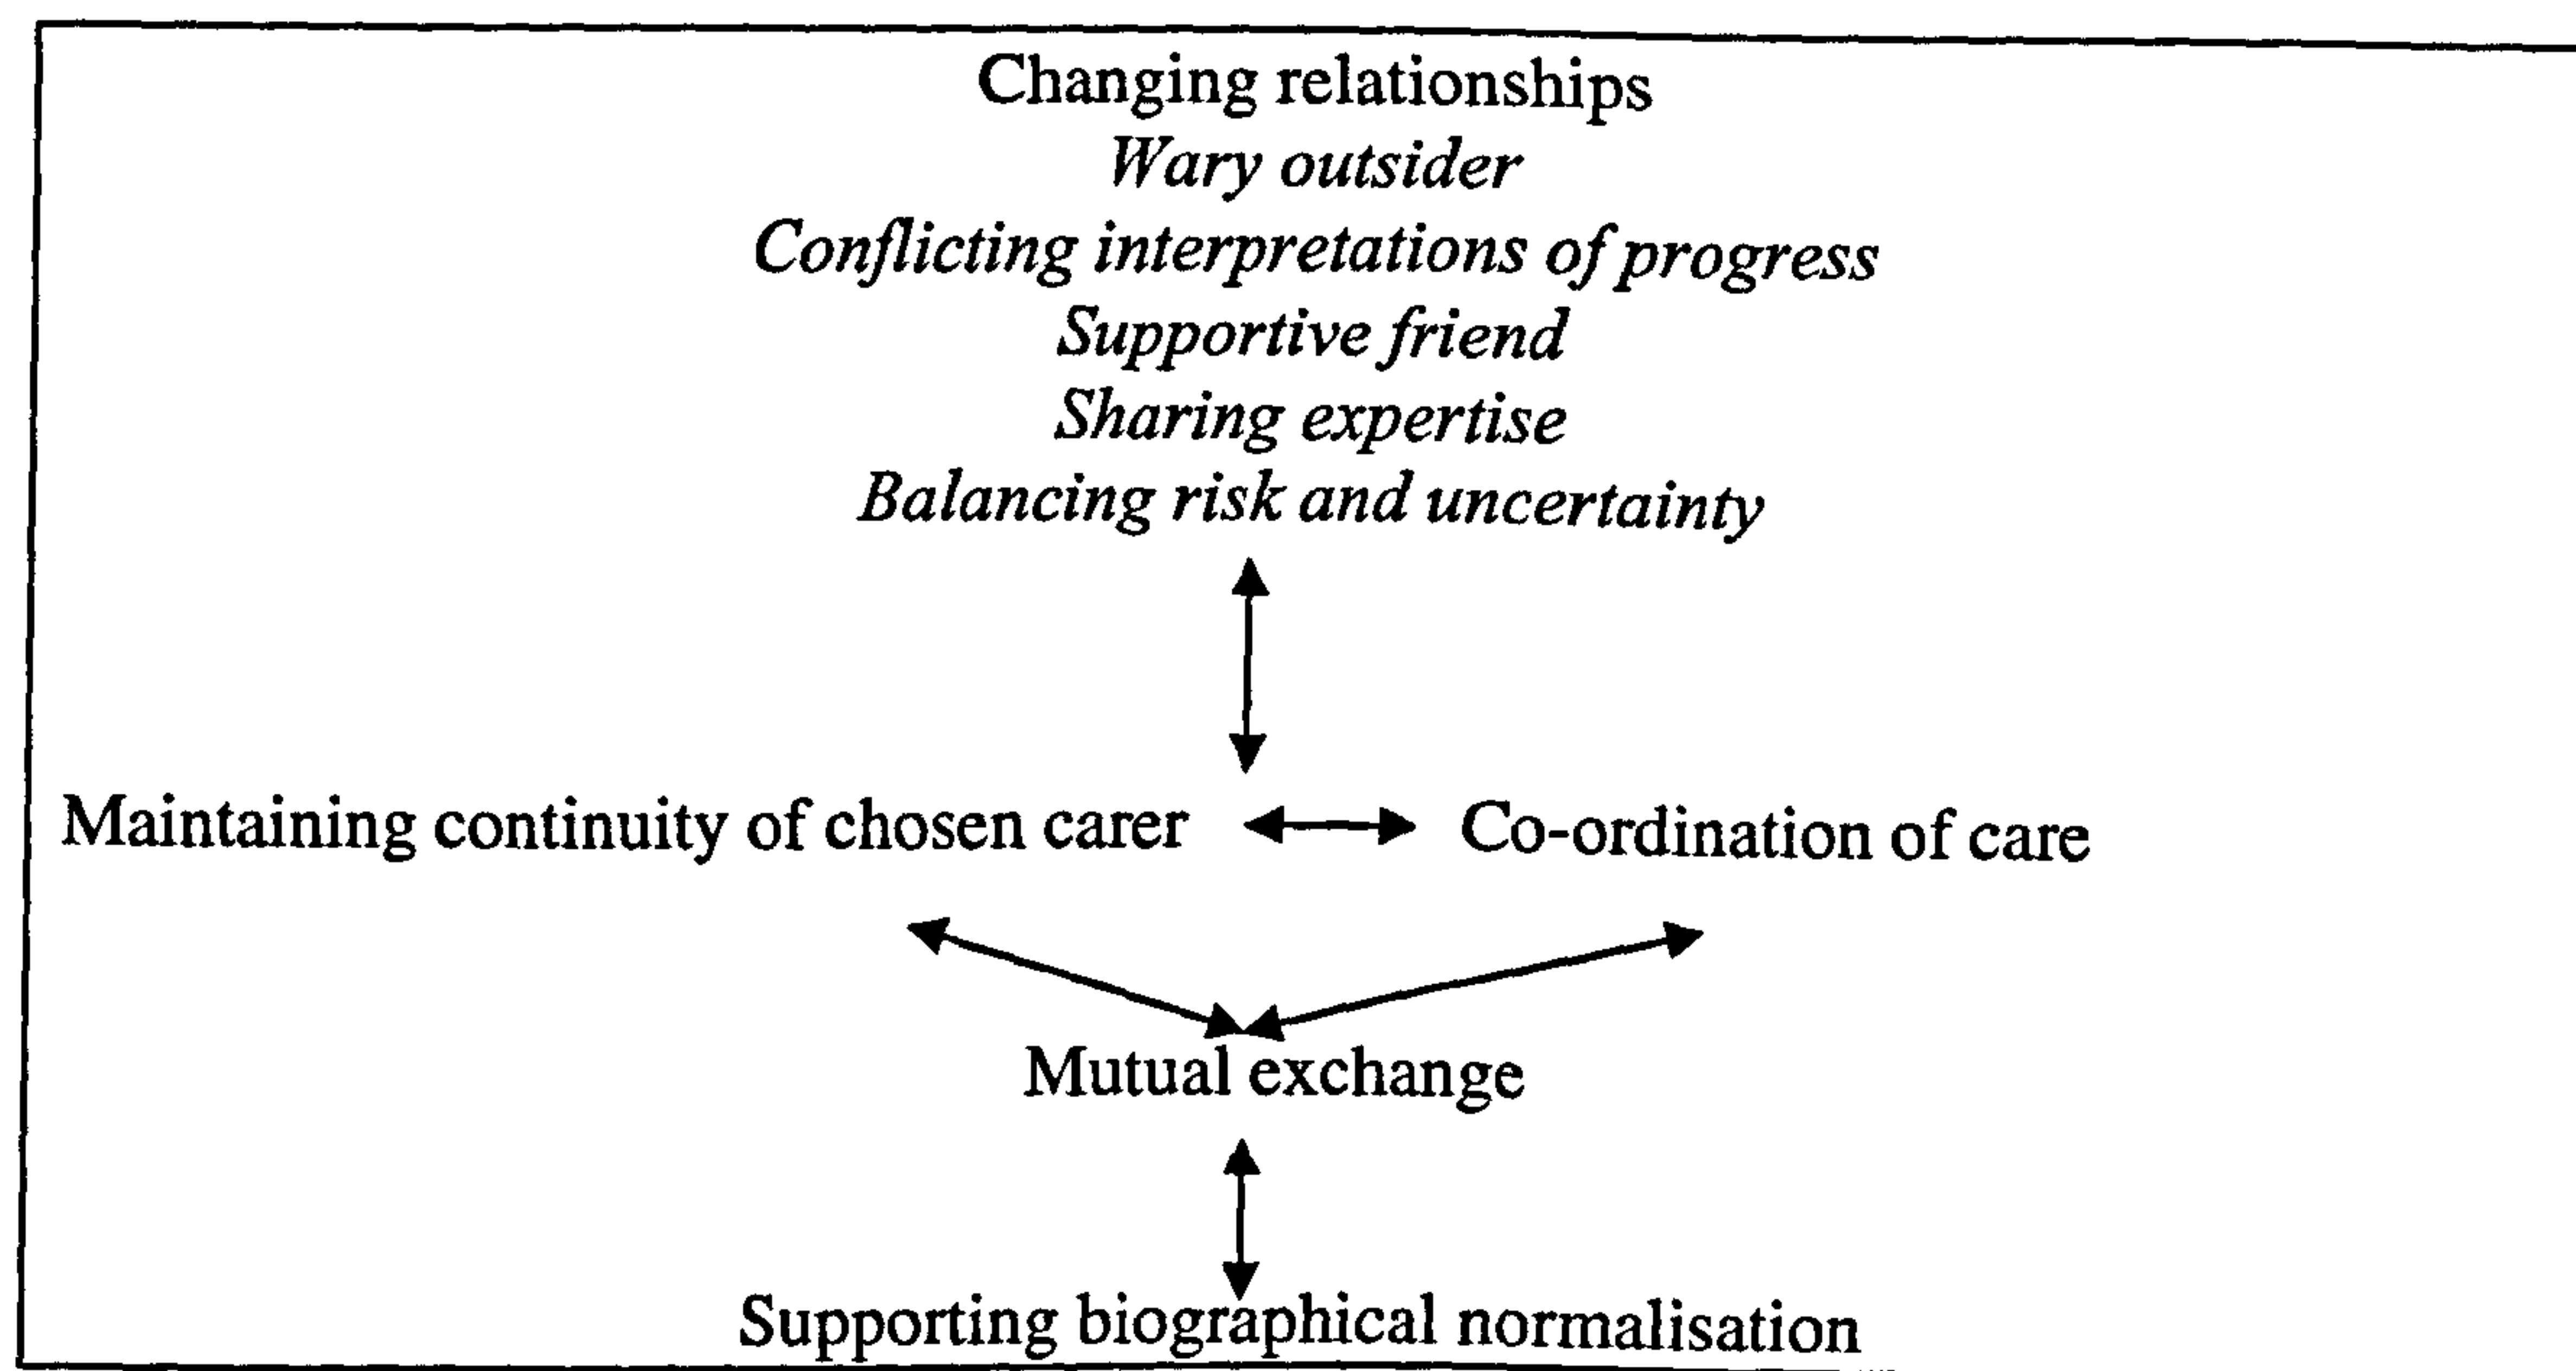 Changing relationships
Wary outsider
Conflicting interpretations of progress
Supportive friend
Sharing expertise
Balancing risk and uncertainty
Maintaining continuity of chosen carer
Co-ordination of care
Mutual exchange
Supporting biographical normalisation